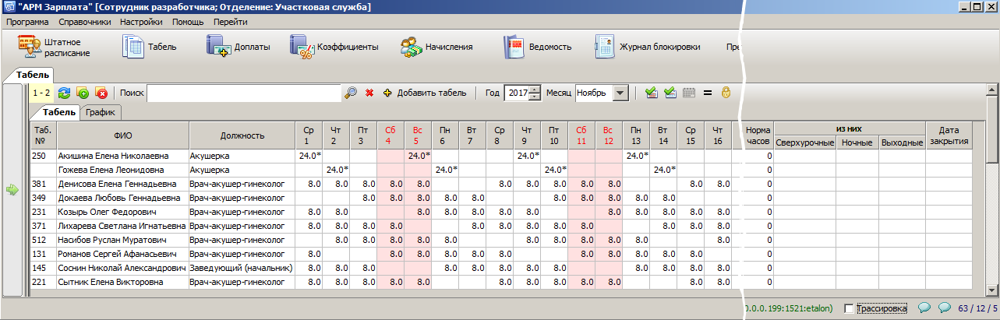 "АРМ Зарплата" [Сотрудник разработчика; Отделение: Участковая служба]
Программа Справочники Настройки Помощь Перейти
Штатное расписание Табель Доплаты Коэффициенты Начисления Ведомость Журнал блокировки Пре
Табель
1 - 2 Поиск Добавить табель Год 2017 Месяц Ноябрь
Табель График
Таб. № ФИО Должность Ср 1 Чт 2 Пт 3 Сб 4 Вс 5 Пн 6 Вт 7 Ср 8 Чт 9 Пт 10 Сб 11 Вс 12 Пн 13 Вт 14 Ср 15 Чт 16 Норма часов из них Сверхурочные Ночные Выходные Дата закрытия
250 Акишина Елена Николаевна Акушерка 24.0* 24.0* 24.0* 24.0* 0
Гожева Елена Леонидовна Акушерка 24.0* 24.0* 24.0* 24.0* 0
381 Денисова Елена Геннадьевна Врач-акушер-гинеколог 8.0 8.0 8.0 8.0 8.0 8.0 8.0 8.0 8.0 8.0 8.0 8.0 0
349 Докаева Любовь Геннадьевна Врач-акушер-гинеколог 8.0 8.0 8.0 8.0 8.0 8.0 8.0 8.0 8.0 8.0 0
231 Козырь Олег Федорович Врач-акушер-гинеколог 8.0 8.0 8.0 8.0 8.0 8.0 8.0 8.0 8.0 8.0 8.0 8.0 0
371 Лихарева Светлана Игнатьевна Врач-акушер-гинеколог 8.0 8.0 8.0 8.0 8.0 8.0 8.0 8.0 8.0 8.0 8.0 8.0 0
512 Насибов Руслан Муратович Врач-акушер-гинеколог 8.0 8.0 8.0 8.0 8.0 8.0 8.0 8.0 8.0 8.0 8.0 0
131 Романов Сергей Афанасьевич Врач-акушер-гинеколог 8.0 8.0 8.0 8.0 8.0 8.0 8.0 8.0 8.0 8.0 8.0 0
145 Соснин Николай Александрович Заведующий (начальник) 8.0 8.0 8.0 8.0 8.0 8.0 8.0 8.0 8.0 8.0 8.0 8.0 0
221 Сытник Елена Викторовна Врач-акушер-гинеколог 8.0 8.0 8.0 8.0 8.0 8.0 8.0 8.0 8.0 8.0 8.0 8.0 0
0.0.0.199:1521:etalon) Трассировка 63 / 12 / 5